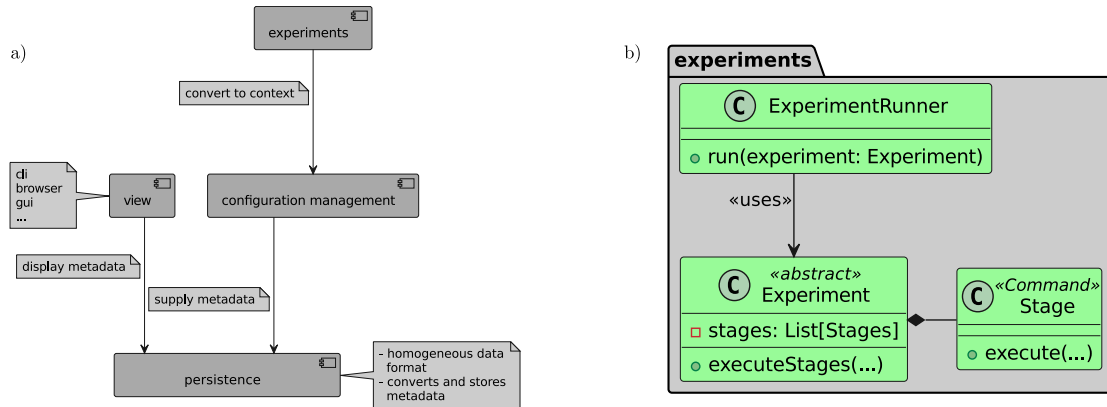 a)
experiments
convert to context
cli
browser
gui
...
view
configuration management
display metadata
supply metadata
persistence
- homogeneous data
format
- converts and stores
metadata
b)
experiments
C ExperimentRunner
run(experiment: Experiment)
«uses»
C «abstract»
Experiment
stages: List[Stages]
executeStages(...)
C «Command»
Stage
execute(...)